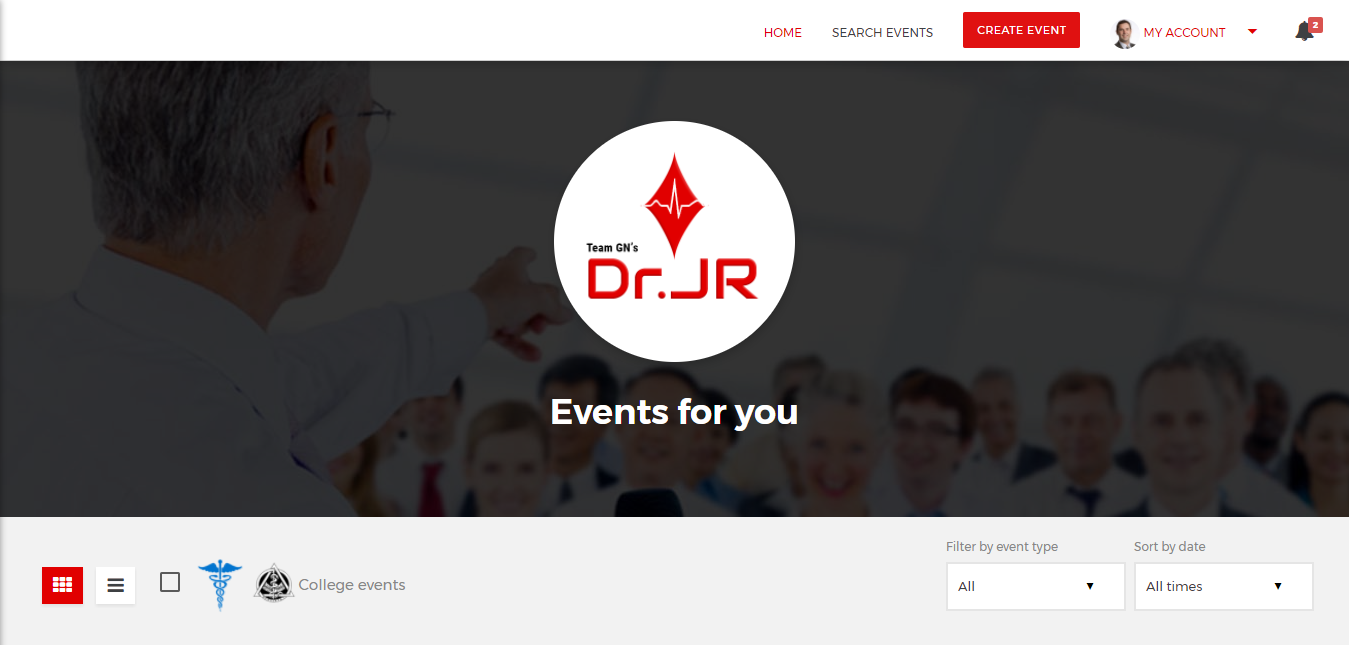 HOME
SEARCH EVENTS
CREATE EVENT
MY ACCOUNT
2
Team GN's
Dr.JR
Events for you
Filter by event type
Sort by date
College events
All
All times